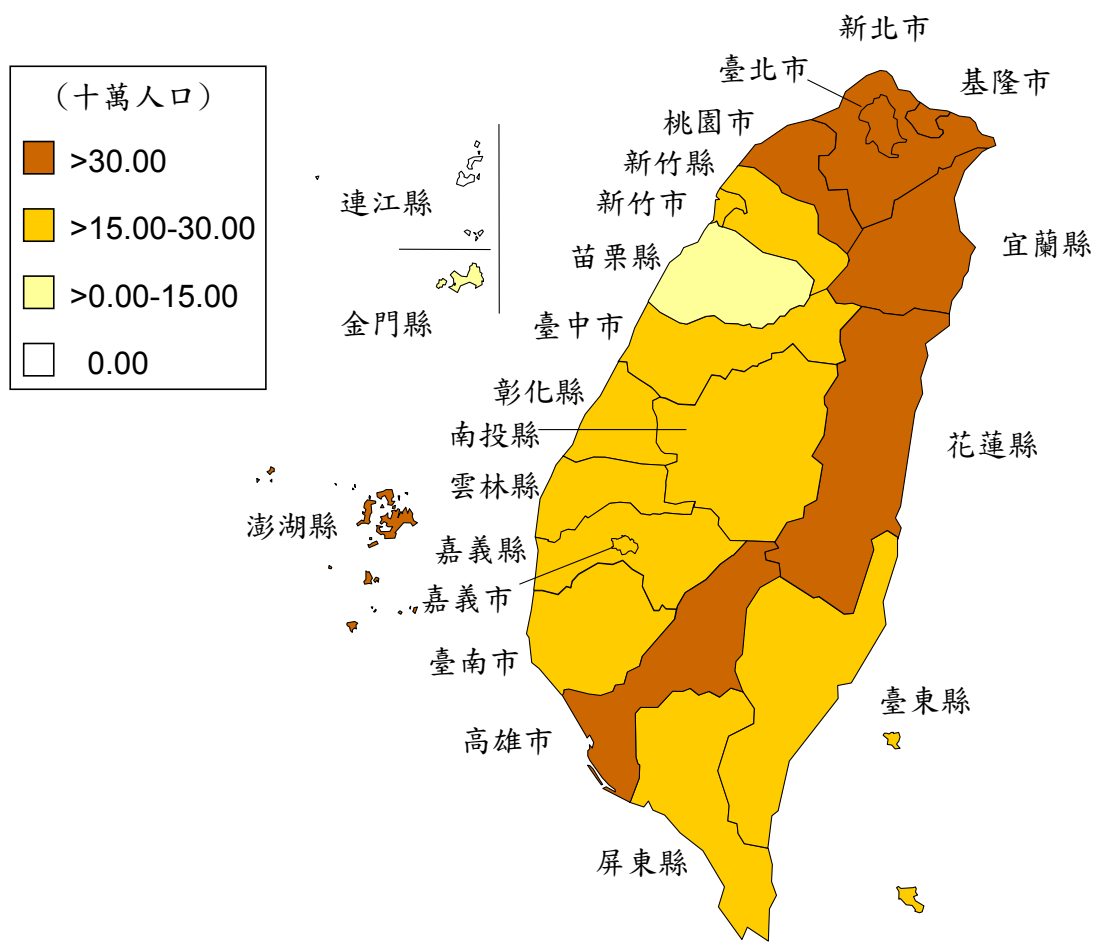 （十萬人口）
>30.00
>15.00-30.00
>0.00-15.00
0.00
新北市
臺北市
基隆市
桃園市
新竹縣
新竹市
連江縣
苗栗縣
宜蘭縣
金門縣
臺中市
彰化縣
南投縣
花蓮縣
雲林縣
澎湖縣
嘉義縣
嘉義市
臺南市
臺東縣
高雄市
屏東縣